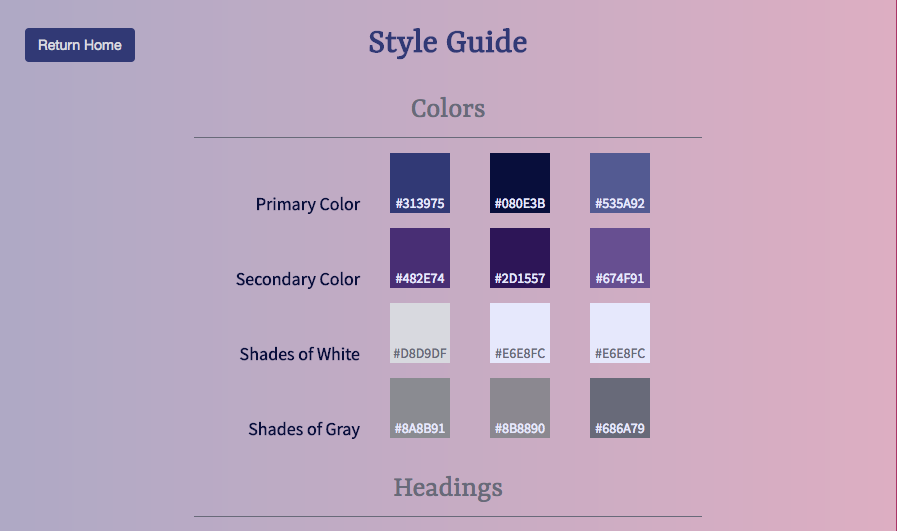 Return Home
Style Guide
Colors
Primary Color #313975 #080E3B #535A92
Secondary Color #482E74 #2D1557 #674F91
Shades of White #D8D9DF #E6E8FC #E6E8FC
Shades of Gray #8A8B91 #8B8890 #686A79
Headings